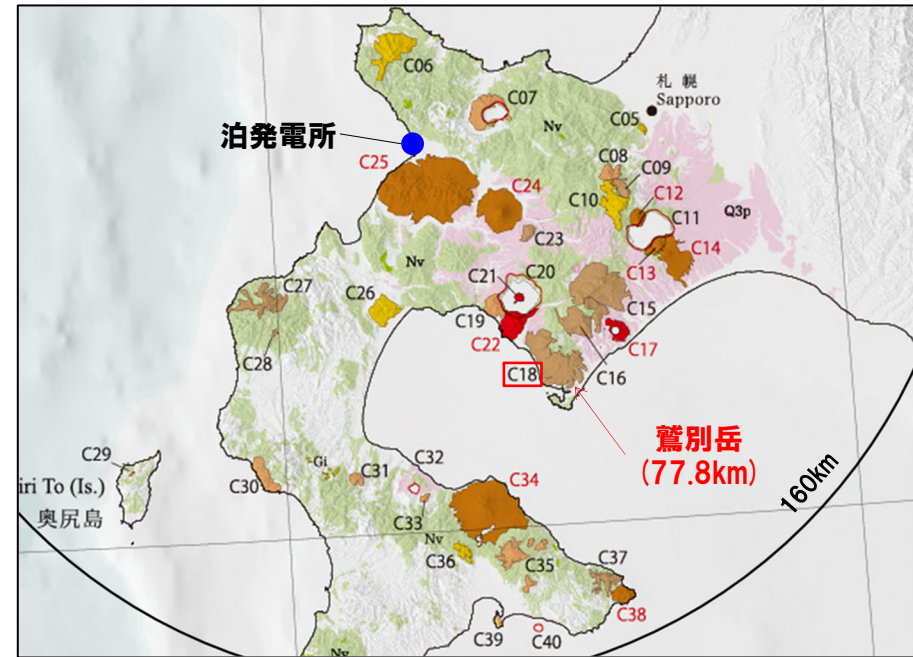 C06
C07
札 幌
Sapporo
C05
Nv
泊発電所
C25
C24
C08
C09
C10
C12
C11
Q3p
C23
C14
C13
Nv
C21
C20
C27
C26
C15
C19
C22
C17
C28
C18
C16
鷲別岳
(77.8km)
C29
C32
C34
Gi
C31
160km
iri To (Is.)
C30
奥尻島
C33
Nv
C36
C35
C37
C38
C39
C40
Nv